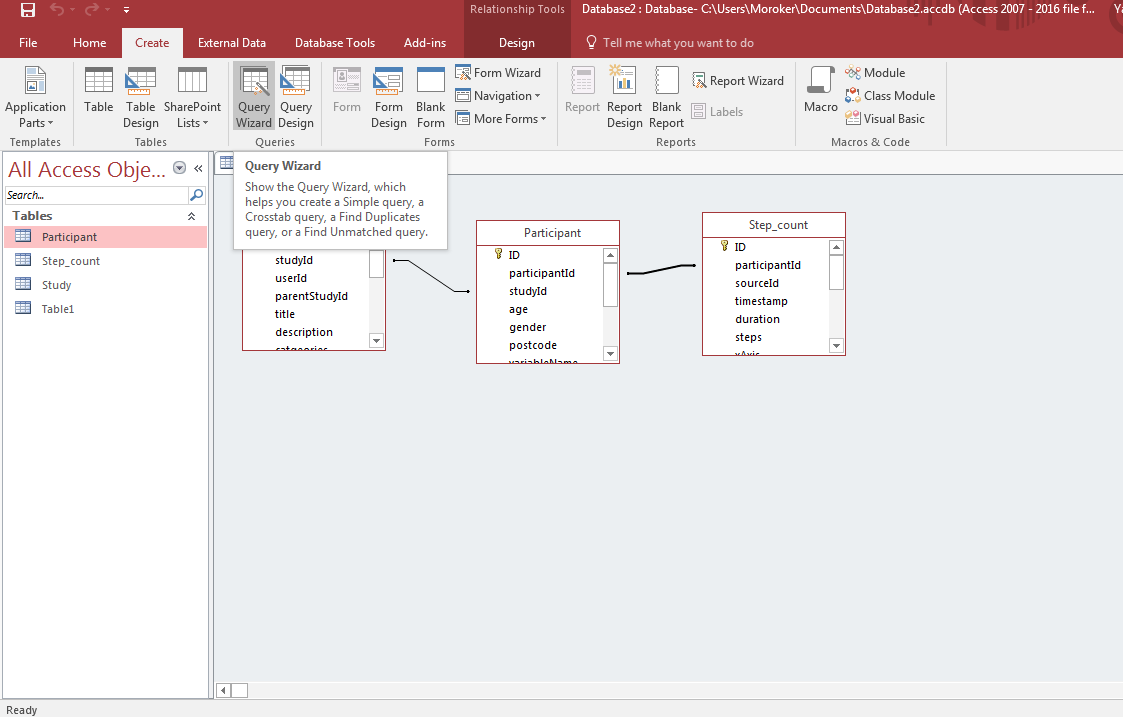 Relationship Tools
Database2 : Database- C:\Users\Moroker\Documents\Database2.accdb (Access 2007 - 2016 file f...
File
Home
Create
External Data
Database Tools
Add-ins
Design
Tell me what you want to do
Application Parts
Templates
Table
Table Design
SharePoint Lists
Tables
Query Wizard
Query Design
Queries
Form
Form Design
Blank Form
Form Wizard
Navigation
More Forms
Forms
Report
Report Design
Blank Report
Report Wizard
Labels
Reports
Macro
Module
Class Module
Visual Basic
Macros & Code
All Access Obje...
Search...
Tables
Participant
Step_count
Study
Table1
Query Wizard
Show the Query Wizard, which
helps you create a Simple query, a
Crosstab query, a Find Duplicates
query, or a Find Unmatched query.
studyId
userId
parentStudyId
title
description
Participant
ID
participantId
studyId
age
gender
postcode
variableName
Step_count
ID
participantId
sourceId
timestamp
duration
steps
xAxis
Ready